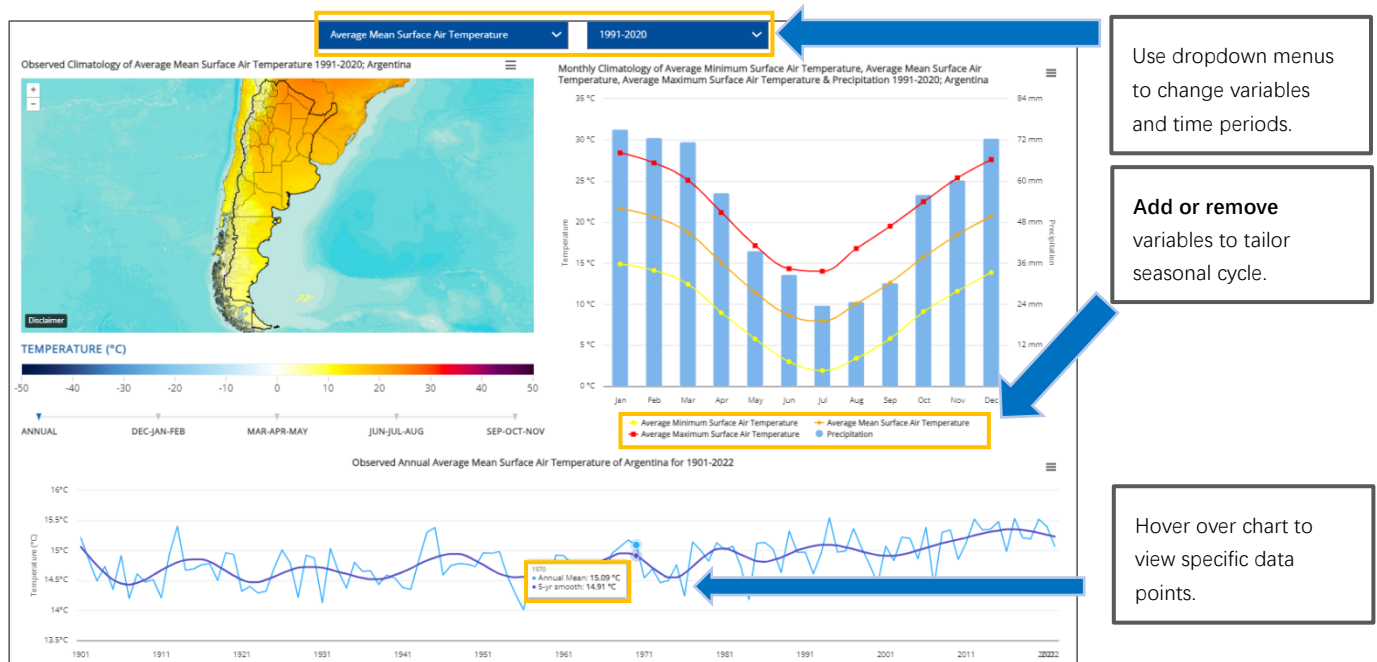 Average Mean Surface Air Temperature
1991-2020
Use dropdown menus
to change variables
and time periods.
Observed Climatology of Average Mean Surface Air Temperature 1991-2020; Argentina
+
−
Disclaimer
TEMPERATURE (°C)
-50 -40 -30 -20 -10 0 10 20 30 40 50
ANNUAL DEC-JAN-FEB MAR-APR-MAY JUN-JUL-AUG SEP-OCT-NOV
Monthly Climatology of Average Minimum Surface Air Temperature, Average Mean Surface Air
Temperature, Average Maximum Surface Air Temperature & Precipitation 1991-2020; Argentina
35 °C 84 mm
30 °C 72 mm
25 °C 60 mm
20 °C 48 mm
15 °C 36 mm
10 °C 24 mm
5 °C 12 mm
0 °C
Temperature
Precipitation
Jan Feb Mar Apr May Jun Jul Aug Sep Oct Nov Dec
Average Minimum Surface Air Temperature Average Mean Surface Air Temperature
Average Maximum Surface Air Temperature Precipitation
Add or remove
variables to tailor
seasonal cycle.
Observed Annual Average Mean Surface Air Temperature of Argentina for 1901-2022
16°C
15.5°C
15°C
14.5°C
14°C
13.5°C
Temperature (°C)
1970
Annual Mean: 15.09 °C
5-yr smooth: 14.91 °C
1901 1911 1921 1931 1941 1951 1961 1971 1981 1991 2001 2011
Hover over chart to
view specific data
points.